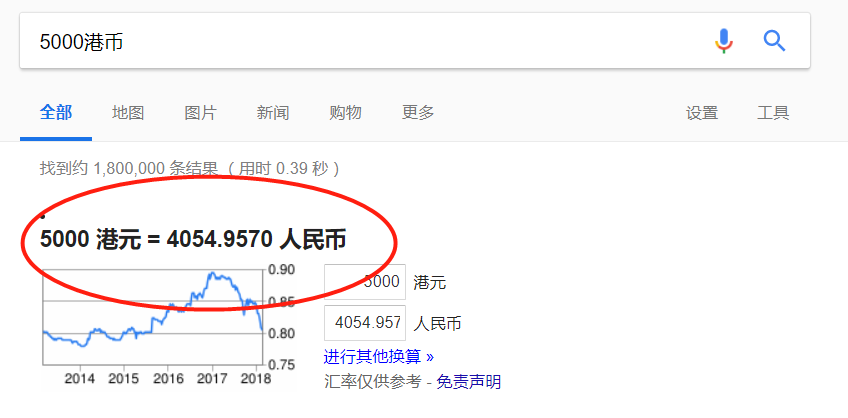 5000港币
全部 地图 图片 新闻 购物 更多 设置 工具
找到约 1,800,000 条结果 （用时 0.39 秒）
5000 港元 = 4054.9570 人民币
0.90
0.85
0.80
0.75
2014 2015 2016 2017 2018
5000 港元
4054.957 人民币
进行其他换算 »
汇率仅供参考 - 免责声明